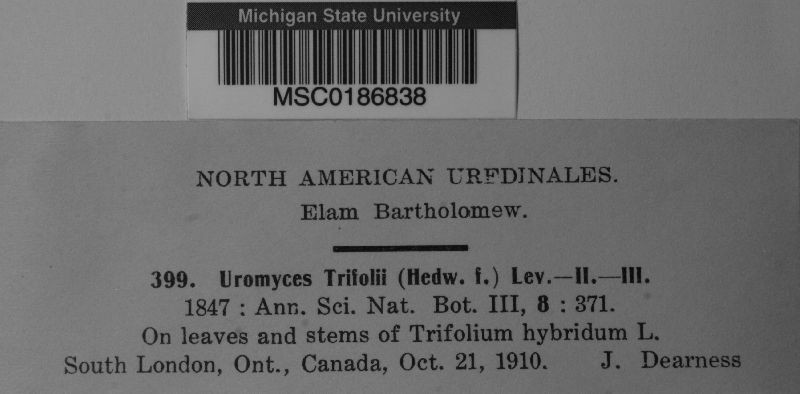 Michigan State University
MSC0186838
NORTH AMERICAN UREDINALES.
Elam Bartholomew.
399. Uromyces Trifolii (Hedw. f.) Lev.—II.—III.
1847 : Ann. Sci. Nat. Bot. III, 8 : 371.
On leaves and stems of Trifolium hybridum L.
South London, Ont., Canada, Oct. 21, 1910. J. Dearness